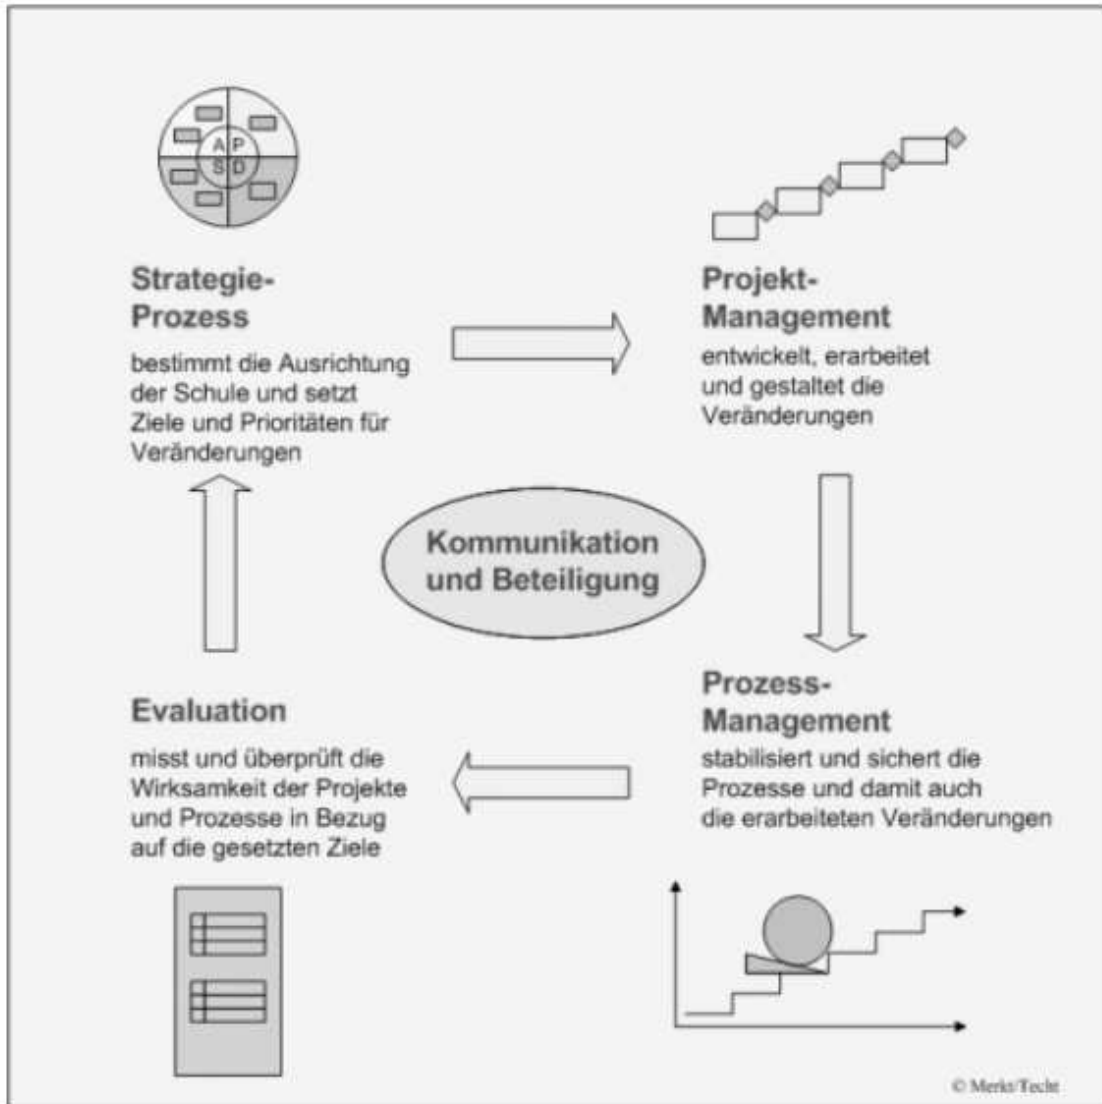 A P
S D
Strategie-
Prozess
bestimmt die Ausrichtung
der Schule und setzt
Ziele und Prioritäten für
Veränderungen
Projekt-
Management
entwickelt, erarbeitet
und gestaltet die
Veränderungen
Kommunikation
und Beteiligung
Evaluation
misst und überprüft die
Wirksamkeit der Projekte
und Prozesse in Bezug
auf die gesetzten Ziele
Prozess-
Management
stabilisiert und sichert die
Prozesse und damit auch
die erarbeiteten Veränderungen
© Merkt/Techt